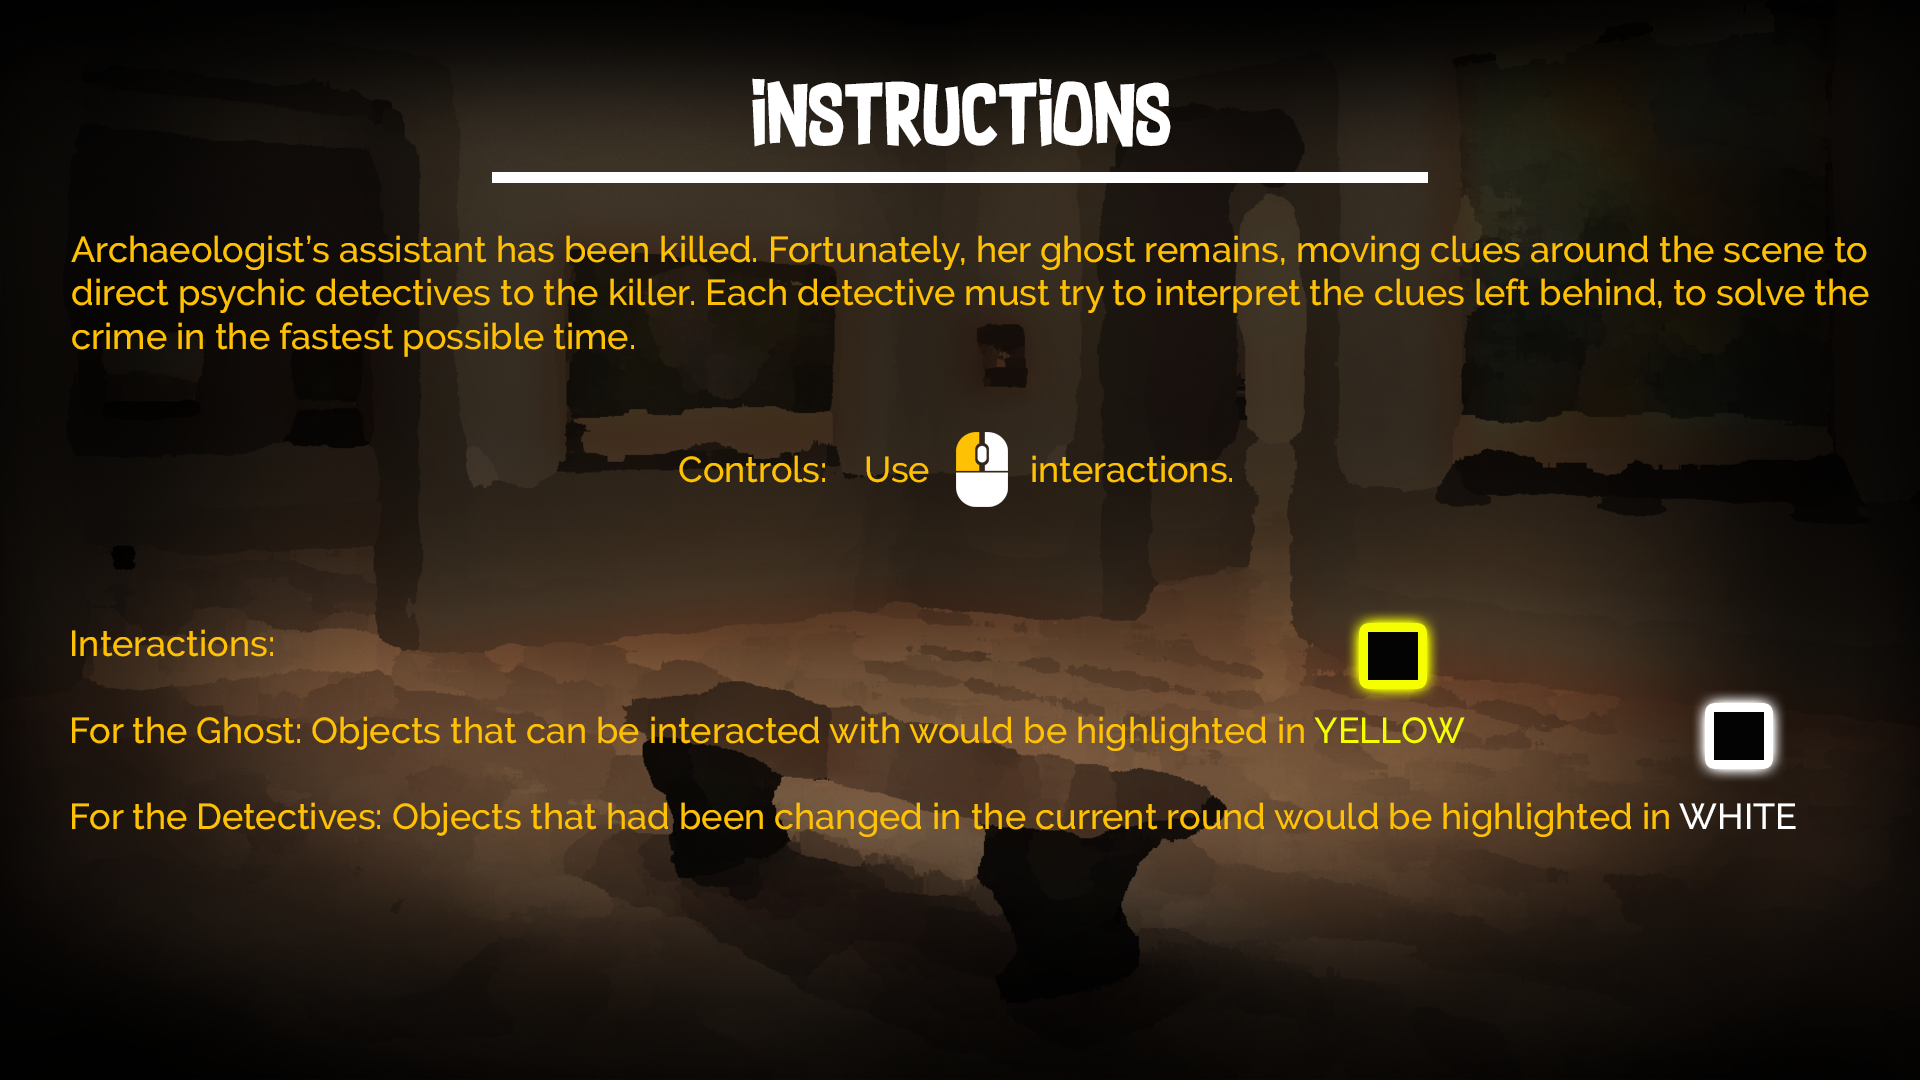 INSTRUCTIONS
Archaeologist's assistant has been killed. Fortunately, her ghost remains, moving clues around the scene to
direct psychic detectives to the killer. Each detective must try to interpret the clues left behind, to solve the
crime in the fastest possible time.
Controls: Use interactions.
Interactions:
For the Ghost: Objects that can be interacted with would be highlighted in YELLOW
For the Detectives: Objects that had been changed in the current round would be highlighted in WHITE